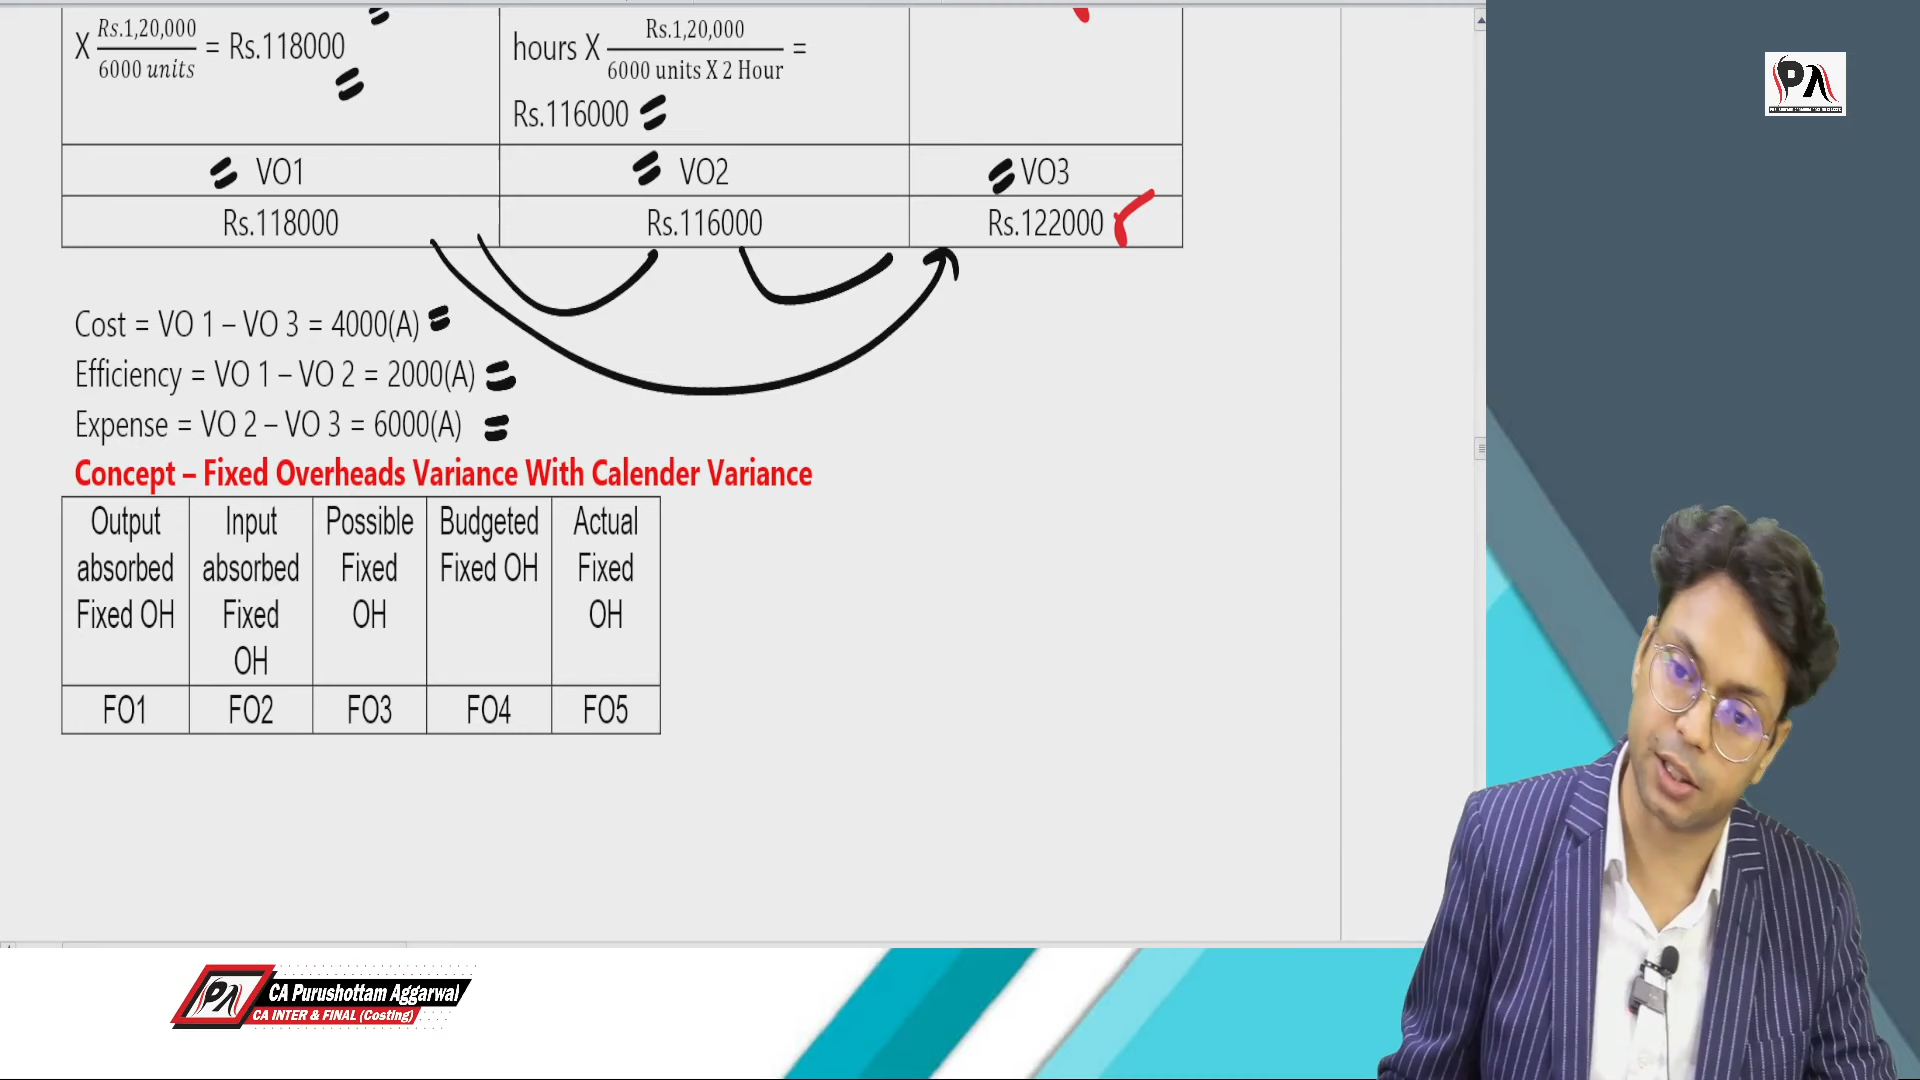 X Rs.1,20,000 / 6000 units = Rs.118000
hours X Rs.1,20,000 / 6000 units X 2 Hour =
Rs.116000
VO1 VO2 VO3
Rs.118000 Rs.116000 Rs.122000
Cost = VO 1 – VO 3 = 4000(A)
Efficiency = VO 1 – VO 2 = 2000(A)
Expense = VO 2 – VO 3 = 6000(A)
Concept – Fixed Overheads Variance With Calender Variance
Output absorbed Fixed OH
Input absorbed Fixed OH
Possible Fixed OH
Budgeted Fixed OH
Actual Fixed OH
FO1 FO2 FO3 FO4 FO5
PA
PA
CA Purushottam Aggarwal
CA INTER & FINAL (Costing)